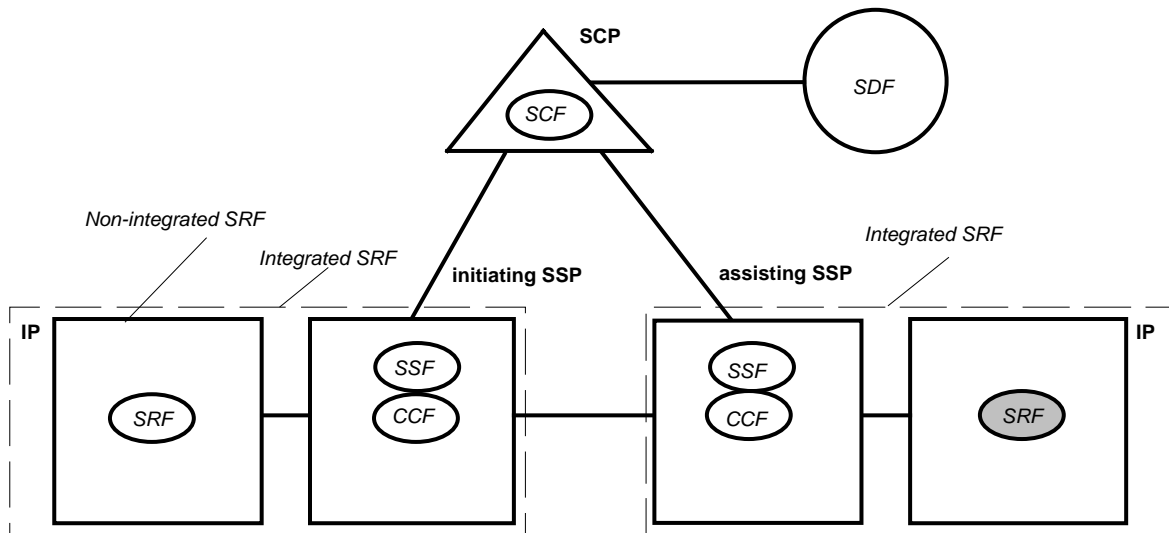 SCP
SDF
SCF
Non-integrated SRF
Integrated SRF
Integrated SRF
initiating SSP
assisting SSP
IP
IP
SSF
SSF
SRF
CCF
CCF
SRF